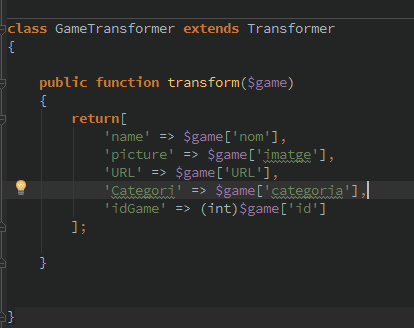 class GameTransformer extends Transformer
{
public function transform($game)
{
return[
'name' => $game['nom'],
'picture' => $game['imatge'],
'URL' => $game['URL'],
'Categori' => $game['categoria'],
'idGame' => (int)$game['id']
];
}
}